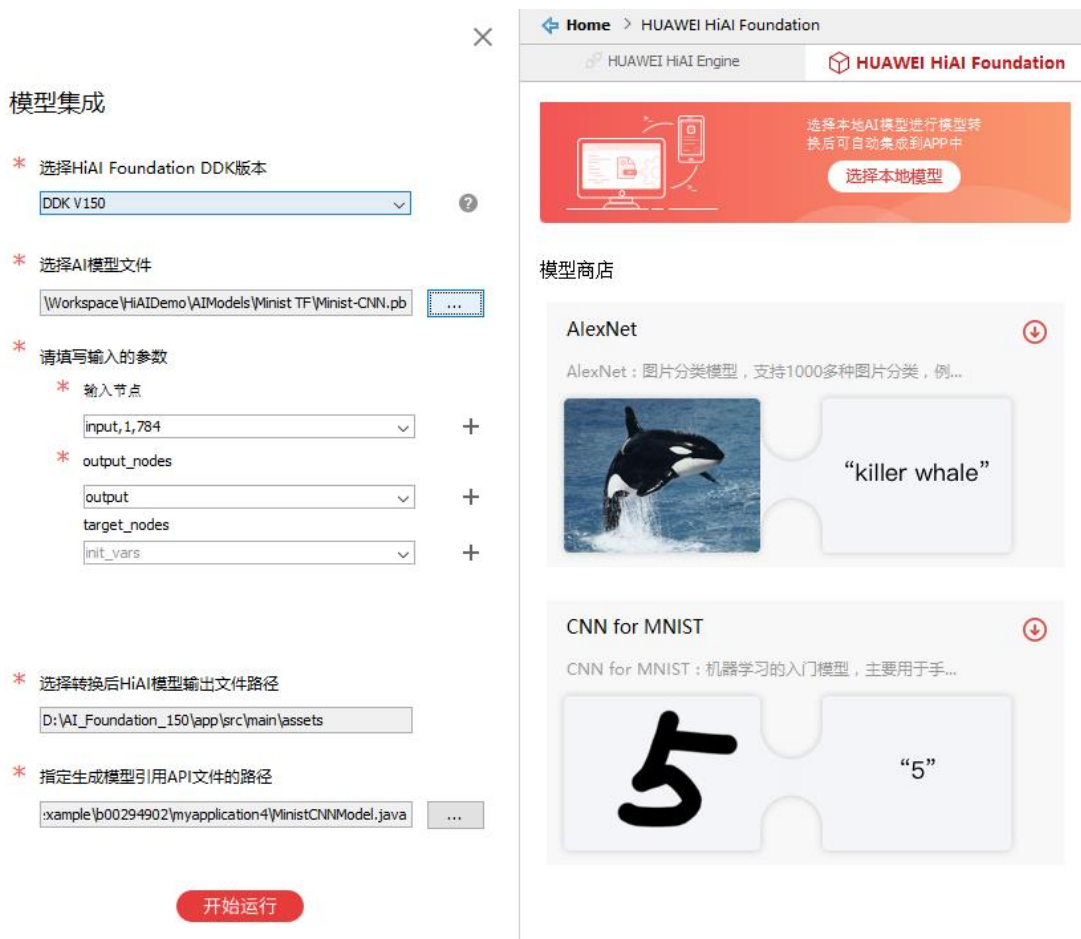 模型集成
* 选择HiAI Foundation DDK版本
DDK V150
?
* 选择AI模型文件
\Workspace\HiAIDemo\AIModels\Minist TF\Minist-CNN.pb
...
* 请填写输入的参数
* 输入节点
input,1,784
+
* output_nodes
output
+
target_nodes
init_vars
+
* 选择转换后HiAI模型输出文件路径
D:\AI_Foundation_150\app\src\main\assets
* 指定生成模型引用API文件的路径
:xample\b00294902\myapplication4\MinistCNNModel.java
...
开始运行
Home > HUAWEI HiAI Foundation
HUAWEI HiAI Engine
HUAWEI HiAI Foundation
选择本地AI模型进行模型转
换后可自动集成到APP中
选择本地模型
模型商店
AlexNet
AlexNet：图片分类模型，支持1000多种图片分类，例...
“killer whale”
CNN for MNIST
CNN for MNIST：机器学习的入门模型，主要用于手...
5
“5”